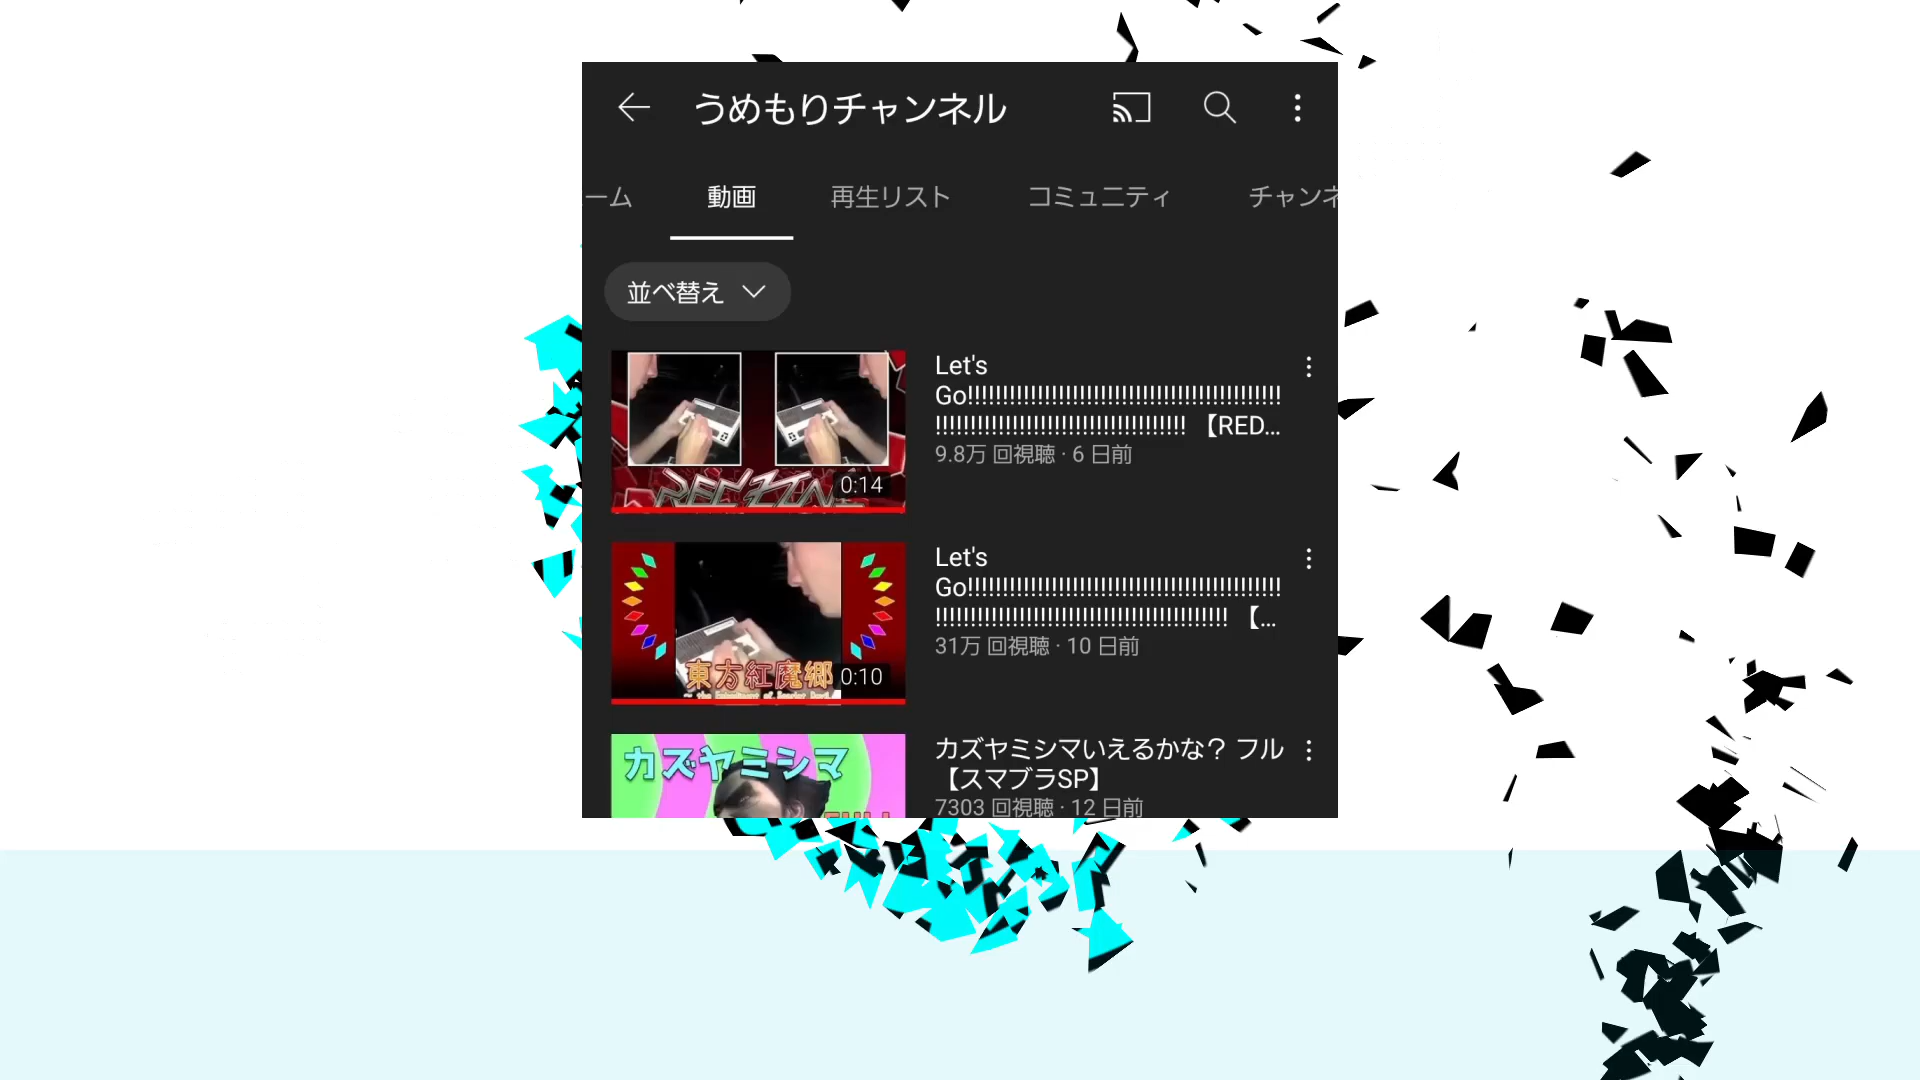 うめもりチャンネル
ーム 動画 再生リスト コミュニティ チャンネ
並べ替え
Let's
Go!!!!!!!!!!!!!!!!!!!!!!!!!!!!!!!!!!!!!!!!!!!!!
!!!!!!!!!!!!!!!!!!!!!!!!!!!!!!!!!!!! 【RED...
9.8万 回視聴 · 6 日前
0:14
Let's
Go!!!!!!!!!!!!!!!!!!!!!!!!!!!!!!!!!!!!!!!!!!!!!
!!!!!!!!!!!!!!!!!!!!!!!!!!!!!!!!!!!!!!!!!! 【...
31万 回視聴 · 10 日前
東方紅魔郷
0:10
カズヤミシマ
カズヤミシマいえるかな？ フル
【スマブラSP】
7303 回視聴 · 12 日前